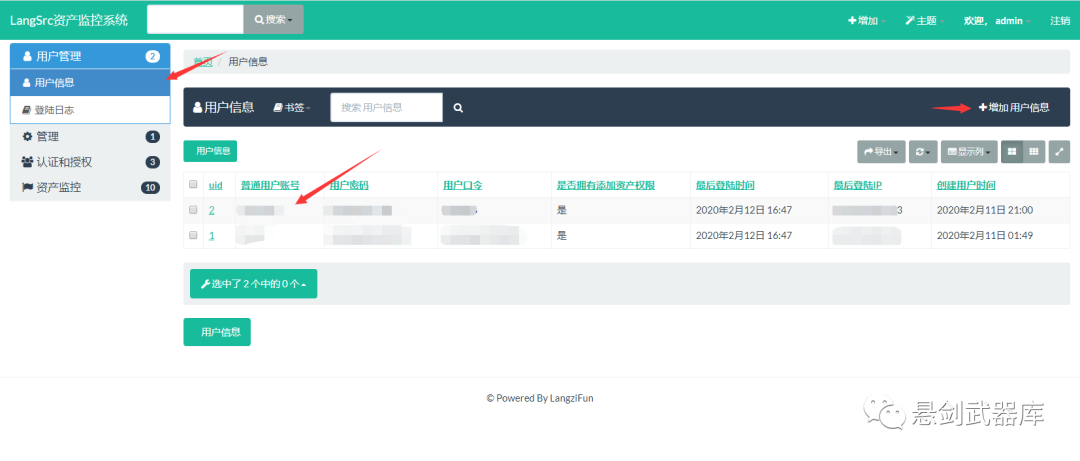 LangSrc资产监控系统 搜索 增加 主题 欢迎， admin 注销
用户管理 2
用户信息
登陆日志
管理 1
认证和授权 3
资产监控 10
首页 / 用户信息
用户信息 书签 搜索 用户信息 增加 用户信息
用户信息 导出 显示列
uid 普通用户账号 用户密码 用户口令 是否拥有添加资产权限 最后登陆时间 最后登陆IP 创建用户时间
2 是 2020年2月12日 16:47 3 2020年2月11日 21:00
1 是 2020年2月12日 16:47 2020年2月11日 01:49
选中了 2 个中的 0 个
用户信息
© Powered By LangziFun
悬剑武器库